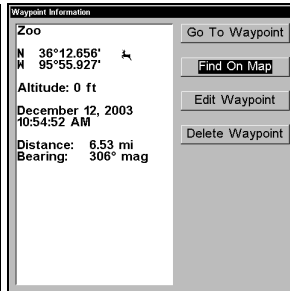 Waypoint Information
Zoo
N 36°12.656'
W 95°55.927'
Altitude: 0 ft
December 12, 2003
10:54:52 AM
Distance: 6.53 mi
Bearing: 306° mag
Go To Waypoint
Find On Map
Edit Waypoint
Delete Waypoint